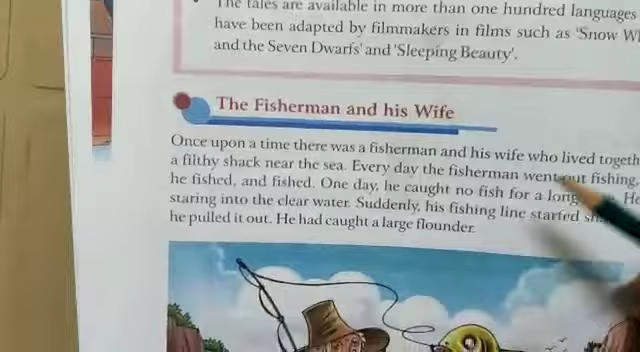 The tales are available in more than one hundred languages
have been adapted by filmmakers in films such as 'Snow
and the Seven Dwarfs' and 'Sleeping Beauty'.
The Fisherman and his Wife
Once upon a time there was a fisherman and his wife who lived
a filthy shack near the sea. Every day the fisherman went out fishing,
he fished, and fished. One day, he caught no fish for a long He
staring into the clear water. Suddenly, his fishing line started
he pulled it out. He had caught a large flounder.